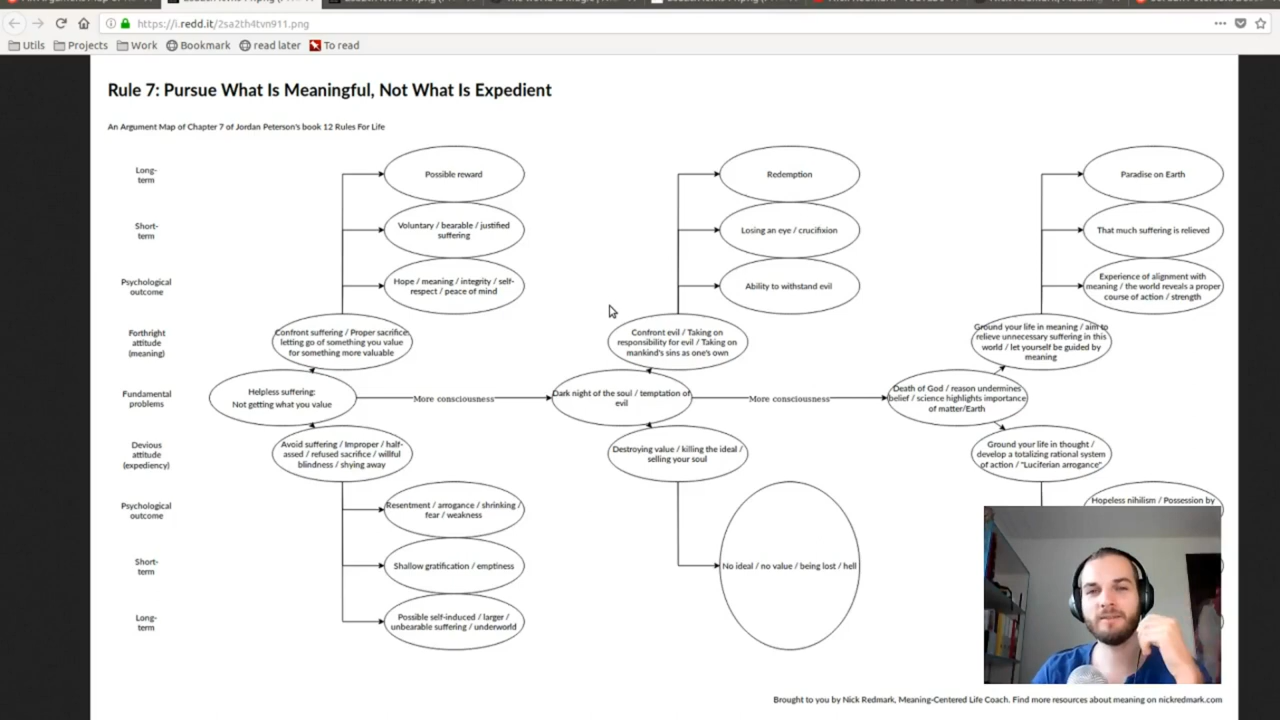 https://i.redd.it/2sa2th4tvn911.png
Utils
Projects
Work
Bookmark
read later
To read
Rule 7: Pursue What Is Meaningful, Not What Is Expedient
An Argument Map of Chapter 7 of Jordan Peterson's book 12 Rules For Life
Long-
term
Possible reward
Redemption
Paradise on Earth
Short-
term
Voluntary / bearable / justified
suffering
Losing an eye / crucifixion
That much suffering is relieved
Psychological
outcome
Hope / meaning / integrity / self-
respect / peace of mind
Ability to withstand evil
Experience of alignment with
meaning / the world reveals a proper
course of action / strength
Forthright
attitude
(meaning)
Confront suffering / Proper sacrifice,
letting go of something you value
for something more valuable
Confront evil / Taking on
responsibility for evil / Taking on
mankind's sins as one's own
Ground your life in meaning / aim to
relieve unnecessary suffering in this
world / let yourself be guided by
meaning
Fundamental
problems
Helpless suffering:
Not getting what you value
More consciousness
Dark night of the soul / temptation of
evil
More consciousness
Death of God / reason undermines
belief / science highlights importance
of matter/Earth
Devious
attitude
(expediency)
Avoid suffering / Improper / half-
assed / refused sacrifice / willful
blindness / shying away
Destroying value / killing the ideal /
selling your soul
Ground your life in thought /
develop a totalizing rational system
of action / "Luciferian arrogance"
Psychological
outcome
Resentment / arrogance / shrinking /
fear / weakness
Hopeless nihilism / Possession by
Short-
term
Shallow gratification / emptiness
No ideal / no value / being lost / hell
Long-
term
Possible self-induced / larger /
unbearable suffering / underworld
Brought to you by Nick Redmark, Meaning-Centered Life Coach. Find more resources about meaning on nickredmark.com